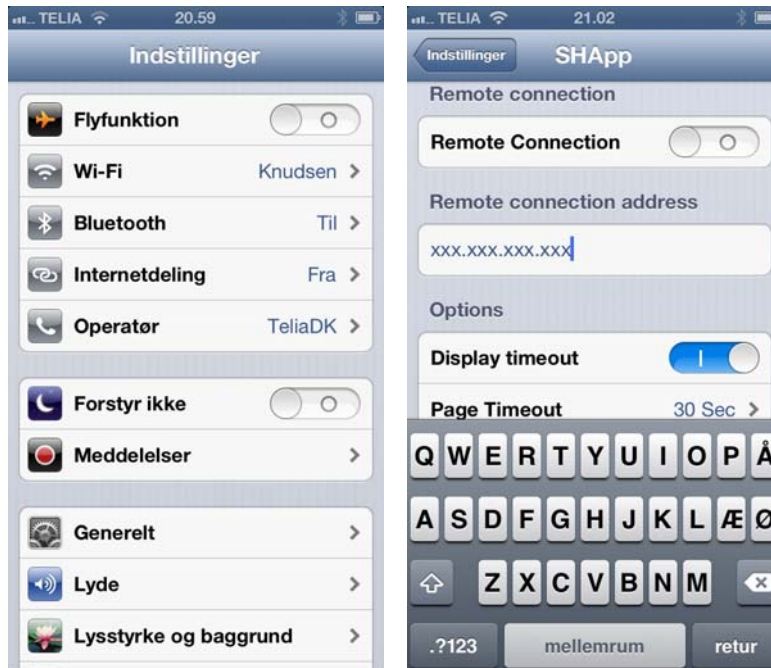 TELIA 20.59
Indstillinger
Flyfunktion
Wi-Fi Knudsen
Bluetooth Til
Internetdeling Fra
Operatør TeliaDK
Forstyr ikke
Meddelelser
Generelt
Lyde
Lysstyrke og baggrund
TELIA 21.02
Indstillinger SHApp
Remote connection
Remote Connection
Remote connection address
xxx.xxx.xxx.xxx
Options
Display timeout
Page Timeout 30 Sec
Q W E R T Y U I O P Å
A S D F G H J K L Æ Ø
Z X C V B N M
.?123 mellemrum retur